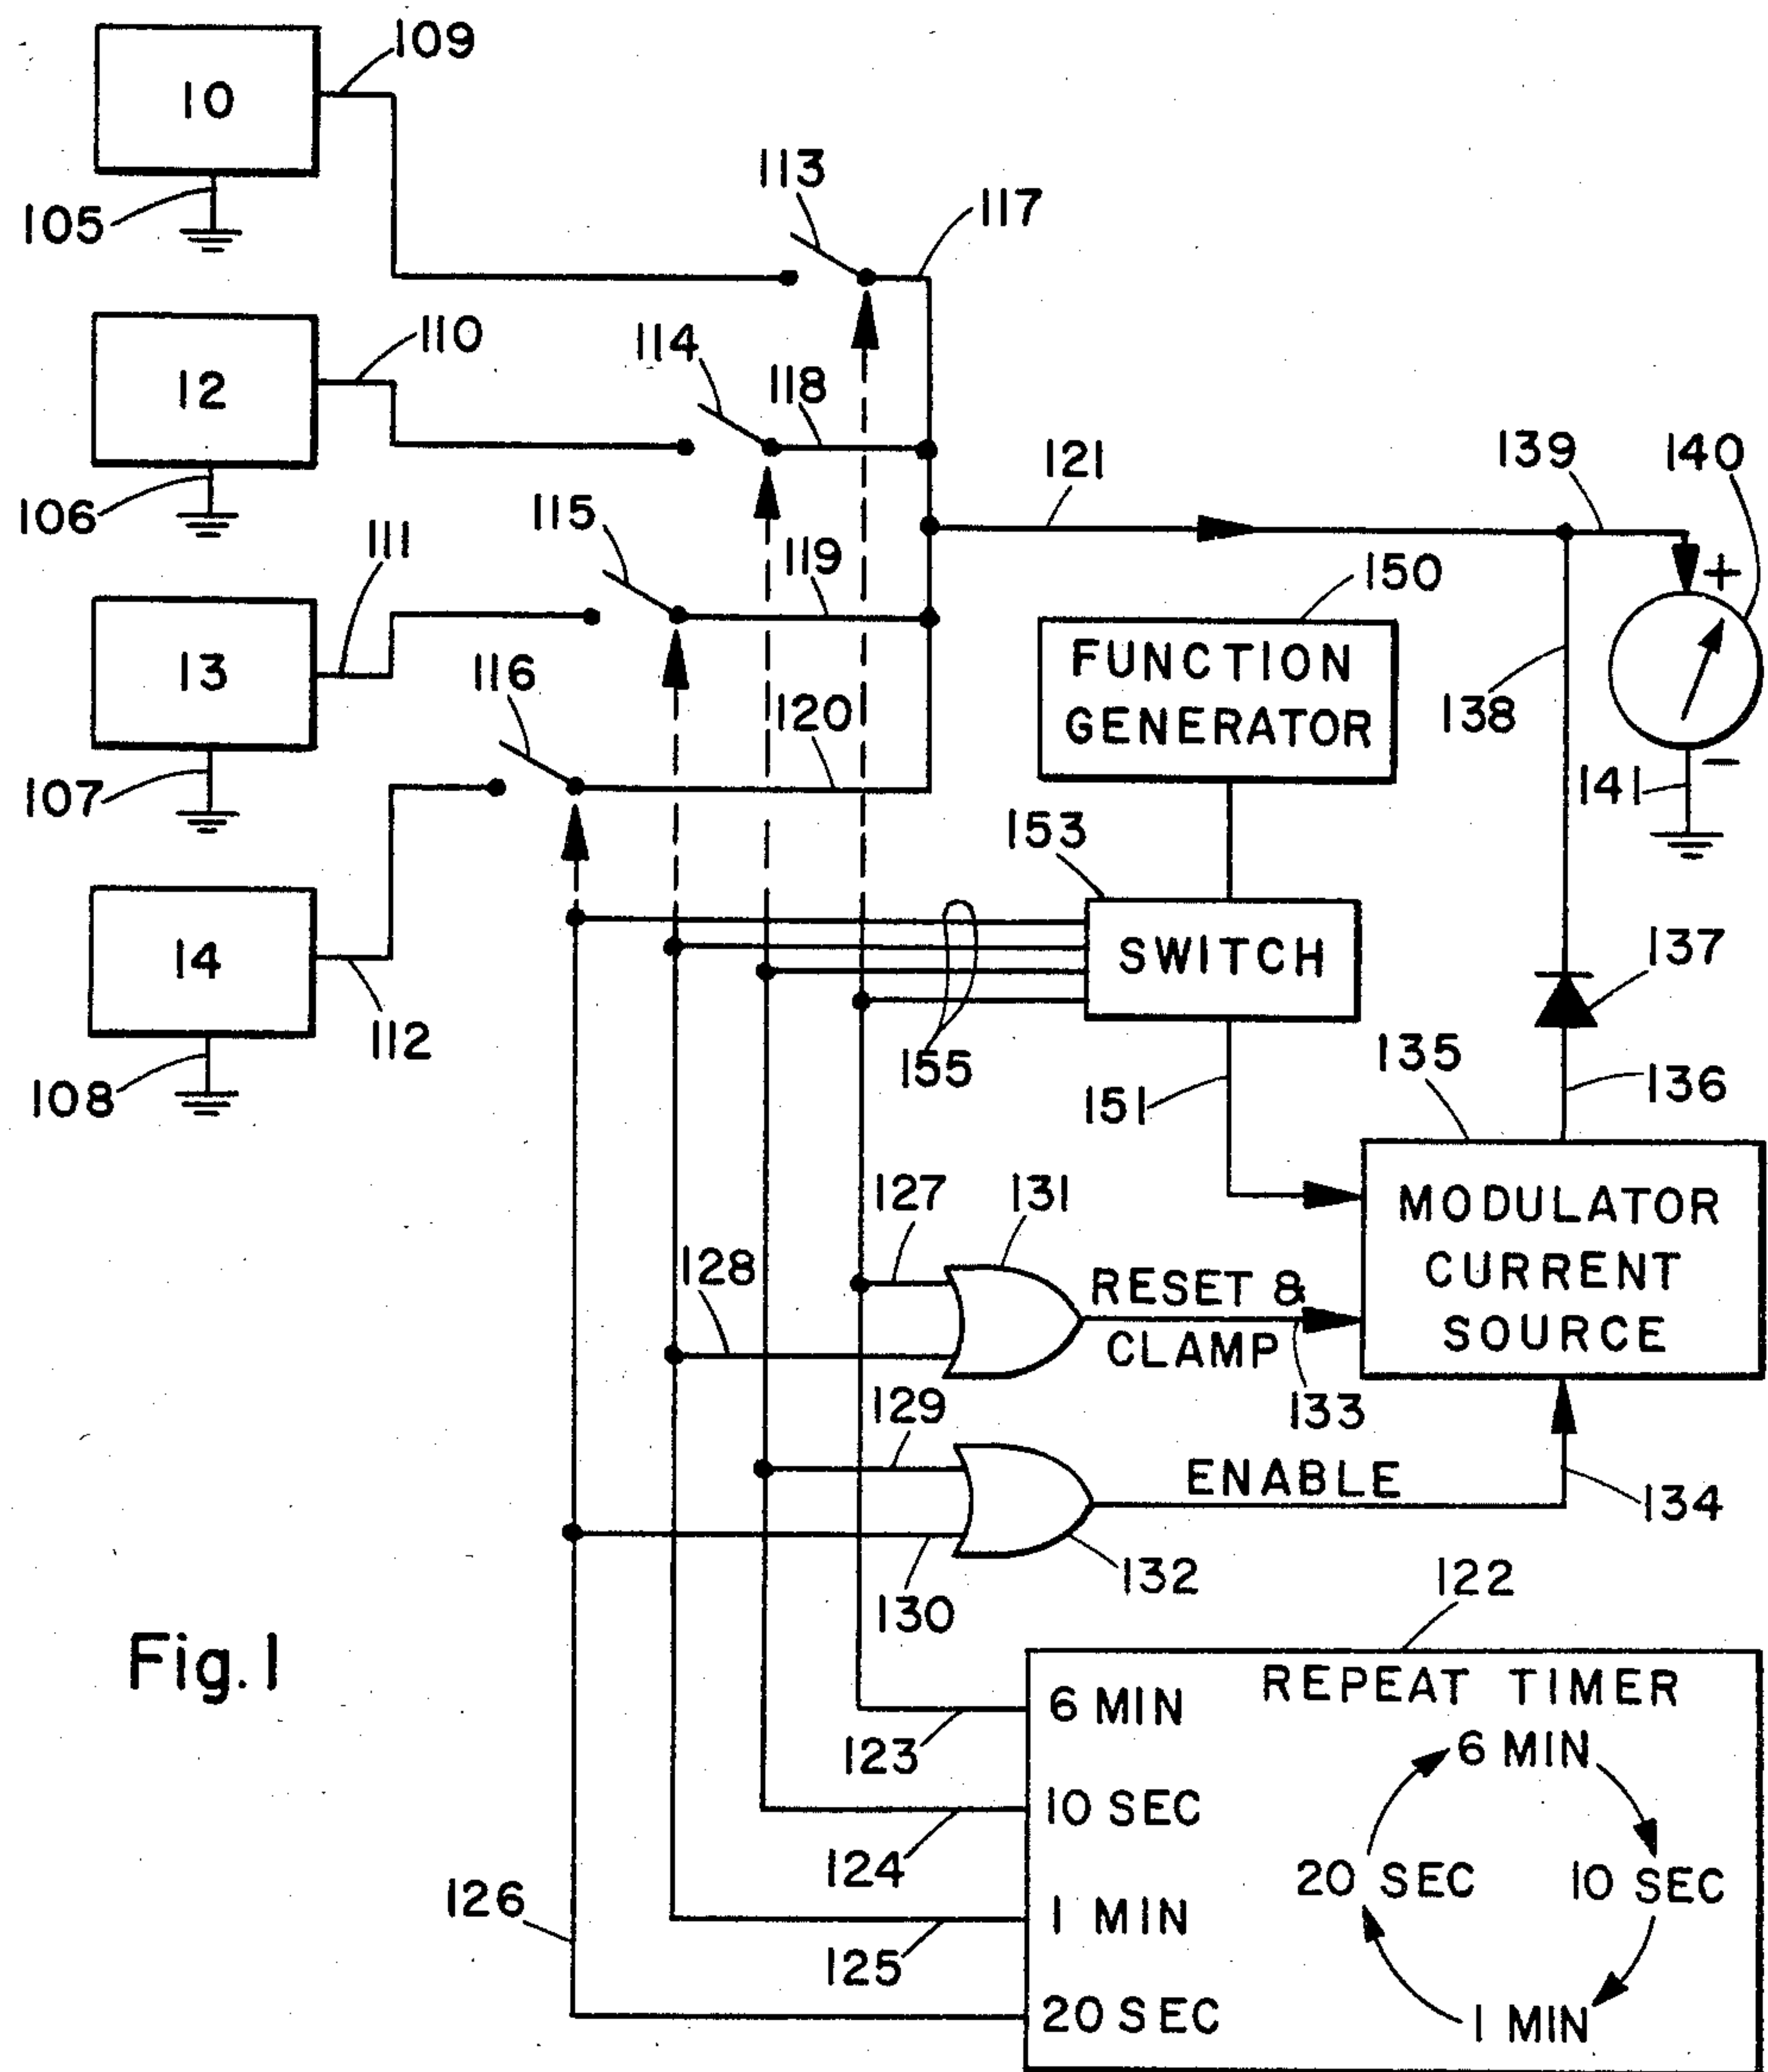 109
10
105
113
117
110
114
118
12
106
121
139
140
111
115
119
150
+
13
116
120
FUNCTION
GENERATOR
138
107
141
−
153
14
SWITCH
137
112
155
135
108
151
136
127
131
MODULATOR
CURRENT
SOURCE
128
RESET &
CLAMP
133
129
ENABLE
134
132
130
122
Fig. 1
REPEAT TIMER
6 MIN
123
6 MIN
10 SEC
124
20 SEC
10 SEC
126
1 MIN
125
20 SEC
1 MIN